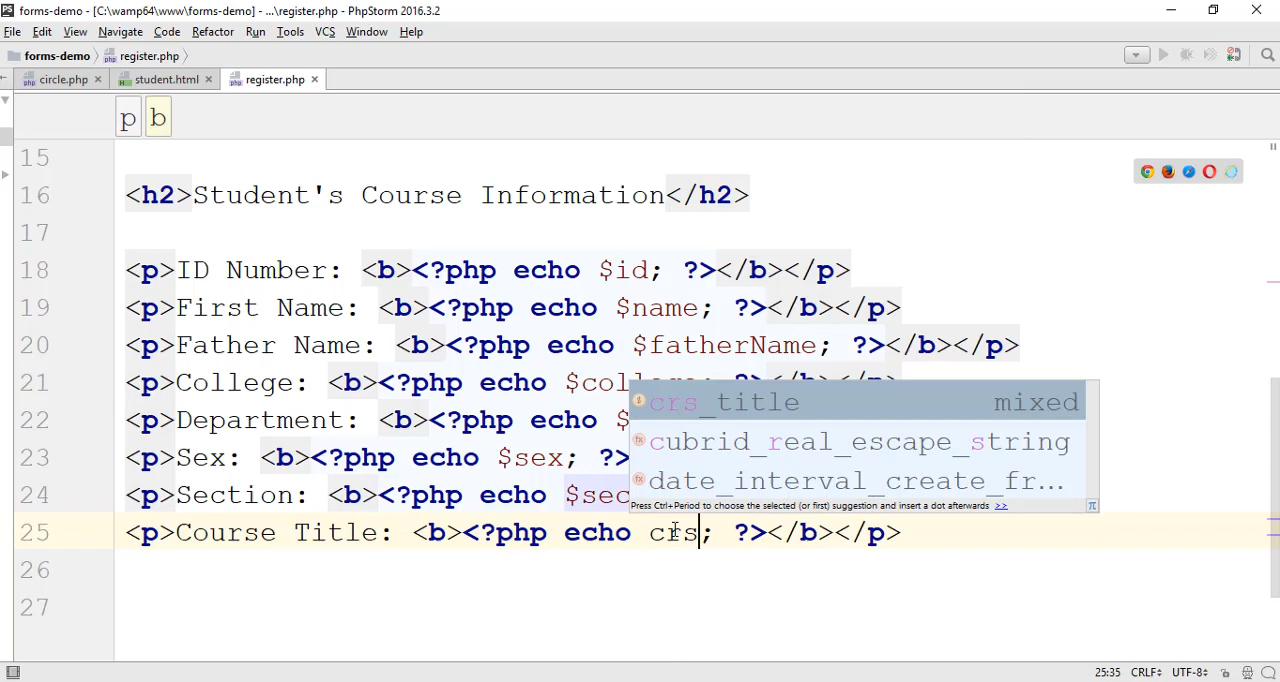 PS forms-demo - [C:\wamp64\www\forms-demo] - ...\register.php - PhpStorm 2016.3.2
File Edit View Navigate Code Refactor Run Tools VCS Window Help
forms-demo register.php
circle.php student.html register.php
p b
15
16 <h2>Student's Course Information</h2>
17
18 <p>ID Number: <b><?php echo $id; ?></b></p>
19 <p>First Name: <b><?php echo $name; ?></b></p>
20 <p>Father Name: <b><?php echo $fatherName; ?></b></p>
21 <p>College: <b><?php echo $college; ?></b></p>
22 <p>Department: <b><?php echo $
23 <p>Sex: <b><?php echo $sex; ?>
24 <p>Section: <b><?php echo $sec
25 <p>Course Title: <b><?php echo crs; ?></b></p>
26
27
crs_title mixed
cubrid_real_escape_string
date_interval_create_fr...
Press Ctrl+Period to choose the selected (or first) suggestion and insert a dot afterwards >> π
25:35 CRLF UTF-8